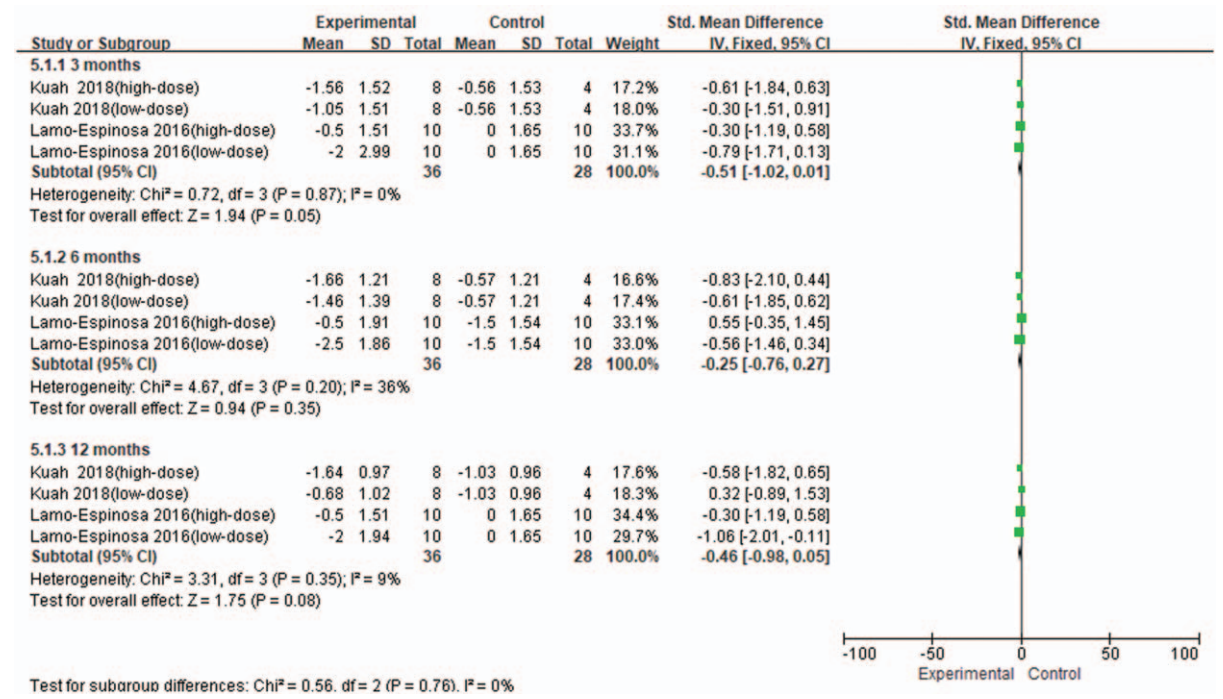 Experimental Control Std. Mean Difference Std. Mean Difference
Study or Subgroup Mean SD Total Mean SD Total Weight IV, Fixed, 95% CI IV, Fixed, 95% CI
5.1.1 3 months
Kuah 2018(high-dose) -1.56 1.52 8 -0.56 1.53 4 17.2% -0.61 [-1.84, 0.63]
Kuah 2018(low-dose) -1.05 1.51 8 -0.56 1.53 4 18.0% -0.30 [-1.51, 0.91]
Lamo-Espinosa 2016(high-dose) -0.5 1.51 10 0 1.65 10 33.7% -0.30 [-1.19, 0.58]
Lamo-Espinosa 2016(low-dose) -2 2.99 10 0 1.65 10 31.1% -0.79 [-1.71, 0.13]
Subtotal (95% CI) 36 28 100.0% -0.51 [-1.02, 0.01]
Heterogeneity: Chi² = 0.72, df = 3 (P = 0.87); I² = 0%
Test for overall effect: Z = 1.94 (P = 0.05)
5.1.2 6 months
Kuah 2018(high-dose) -1.66 1.21 8 -0.57 1.21 4 16.6% -0.83 [-2.10, 0.44]
Kuah 2018(low-dose) -1.46 1.39 8 -0.57 1.21 4 17.4% -0.61 [-1.85, 0.62]
Lamo-Espinosa 2016(high-dose) -0.5 1.91 10 -1.5 1.54 10 33.1% 0.55 [-0.35, 1.45]
Lamo-Espinosa 2016(low-dose) -2.5 1.86 10 -1.5 1.54 10 33.0% -0.56 [-1.46, 0.34]
Subtotal (95% CI) 36 28 100.0% -0.25 [-0.76, 0.27]
Heterogeneity: Chi² = 4.67, df = 3 (P = 0.20); I² = 36%
Test for overall effect: Z = 0.94 (P = 0.35)
5.1.3 12 months
Kuah 2018(high-dose) -1.64 0.97 8 -1.03 0.96 4 17.6% -0.58 [-1.82, 0.65]
Kuah 2018(low-dose) -0.68 1.02 8 -1.03 0.96 4 18.3% 0.32 [-0.89, 1.53]
Lamo-Espinosa 2016(high-dose) -0.5 1.51 10 0 1.65 10 34.4% -0.30 [-1.19, 0.58]
Lamo-Espinosa 2016(low-dose) -2 1.94 10 0 1.65 10 29.7% -1.06 [-2.01, -0.11]
Subtotal (95% CI) 36 28 100.0% -0.46 [-0.98, 0.05]
Heterogeneity: Chi² = 3.31, df = 3 (P = 0.35); I² = 9%
Test for overall effect: Z = 1.75 (P = 0.08)
-100 -50 0 50 100
Experimental Control
Test for subgroup differences: Chi² = 0.56, df = 2 (P = 0.76), I² = 0%